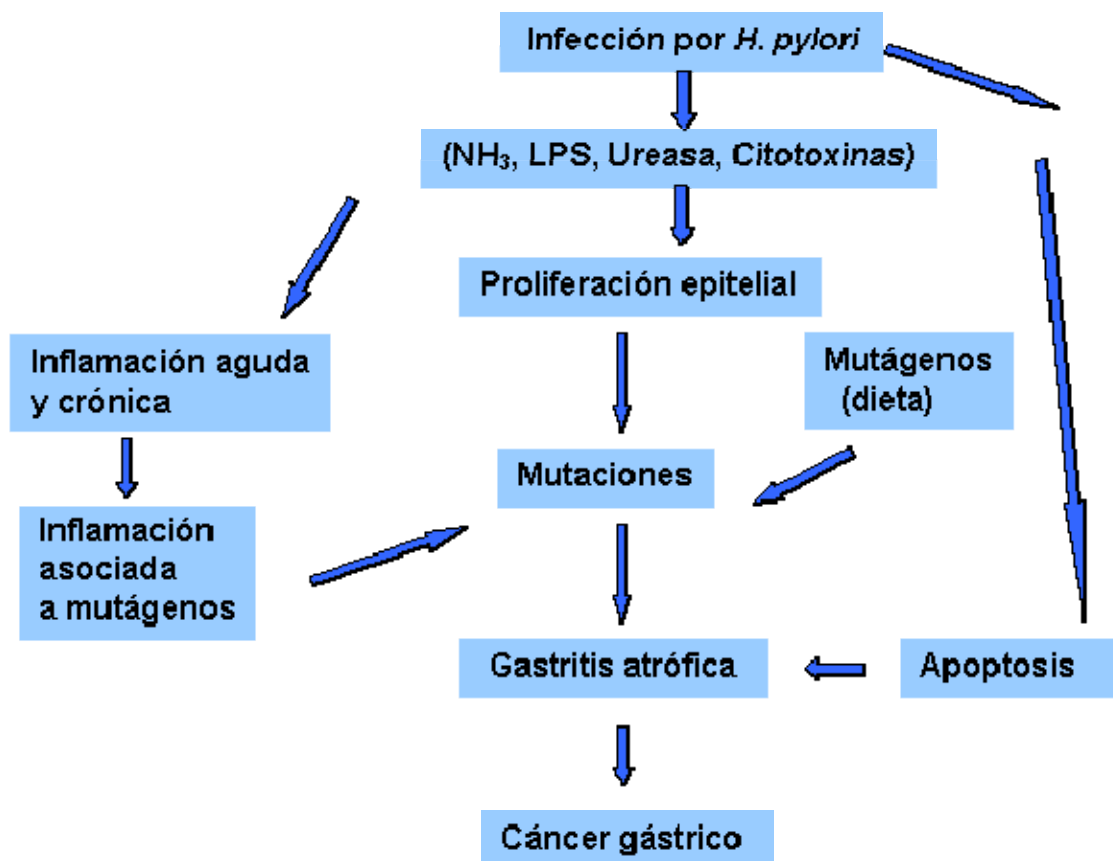 Infección por H. pylori
(NH₃, LPS, Ureasa, Citotoxinas)
Proliferación epitelial
Inflamación aguda
y crónica
Mutágenos
(dieta)
Mutaciones
Inflamación
asociada
a mutágenos
Gastritis atrófica
Apoptosis
Cáncer gástrico